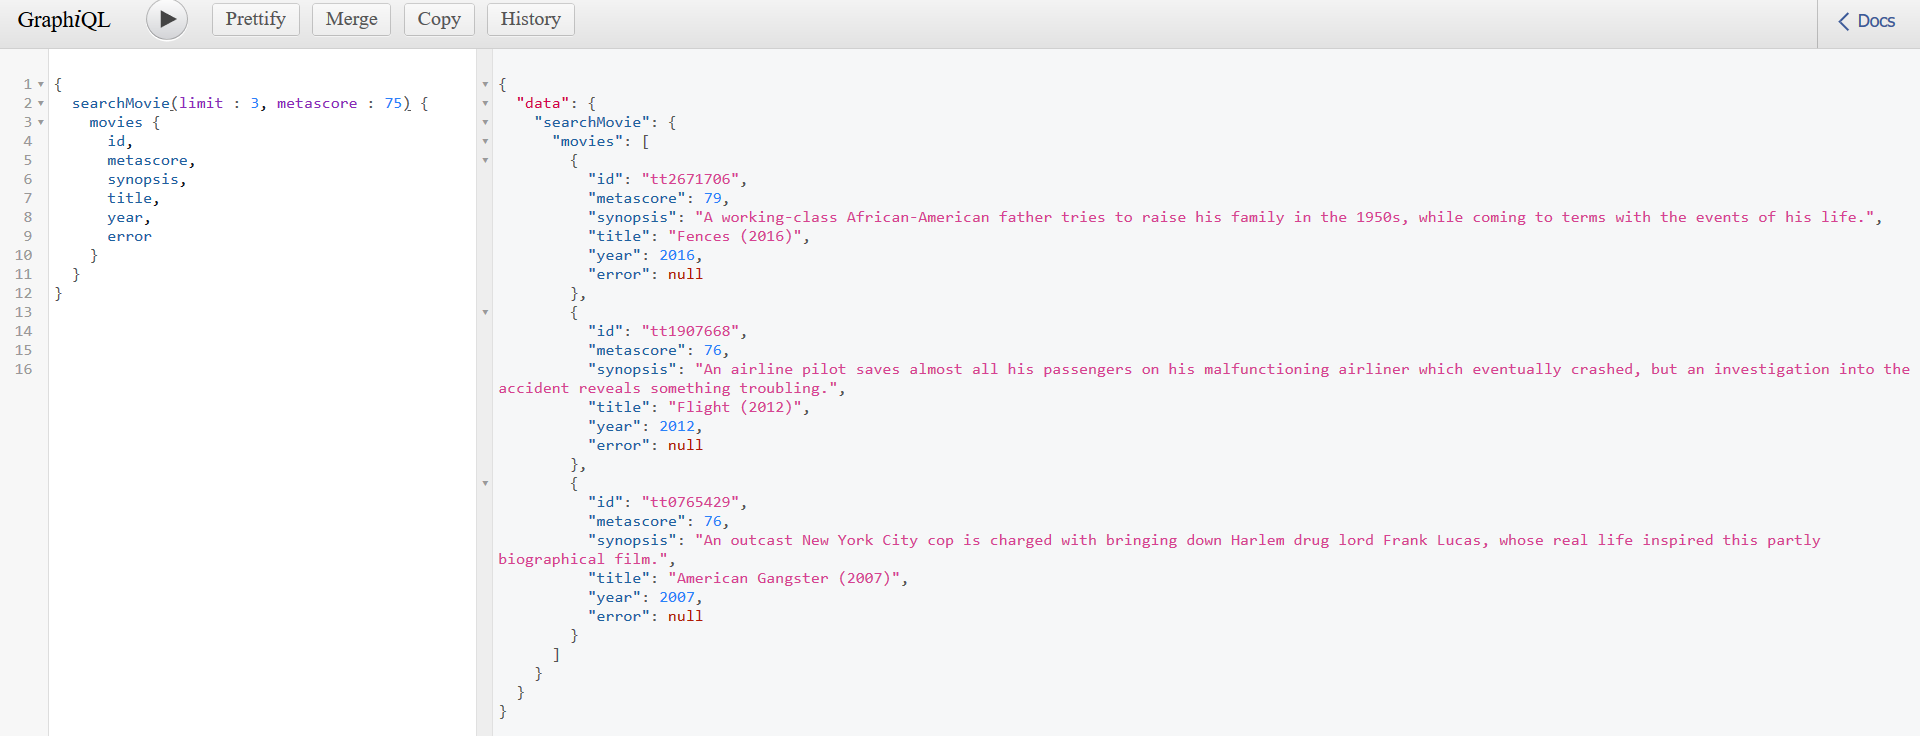 GraphiQL
Prettify
Merge
Copy
History
Docs
1 {
2 searchMovie(limit : 3, metascore : 75) {
3 movies {
4 id,
5 metascore,
6 synopsis,
7 title,
8 year,
9 error
10 }
11 }
12 }
13
14
15
16
{
"data": {
"searchMovie": {
"movies": [
{
"id": "tt2671706",
"metascore": 79,
"synopsis": "A working-class African-American father tries to raise his family in the 1950s, while coming to terms with the events of his life.",
"title": "Fences (2016)",
"year": 2016,
"error": null
},
{
"id": "tt1907668",
"metascore": 76,
"synopsis": "An airline pilot saves almost all his passengers on his malfunctioning airliner which eventually crashed, but an investigation into the
accident reveals something troubling.",
"title": "Flight (2012)",
"year": 2012,
"error": null
},
{
"id": "tt0765429",
"metascore": 76,
"synopsis": "An outcast New York City cop is charged with bringing down Harlem drug lord Frank Lucas, whose real life inspired this partly
biographical film.",
"title": "American Gangster (2007)",
"year": 2007,
"error": null
}
]
}
}
}